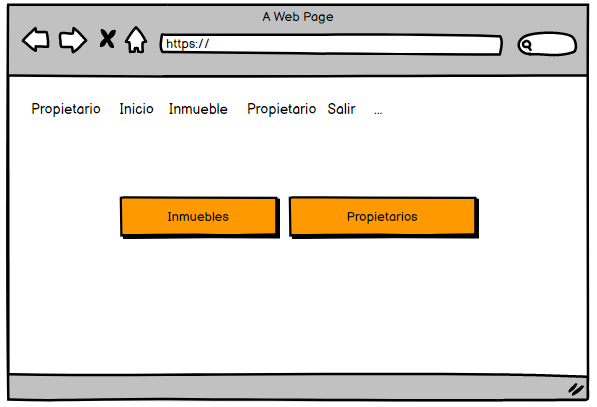 A Web Page
https://
Propietario Inicio Inmueble Propietario Salir ...
Inmuebles Propietarios